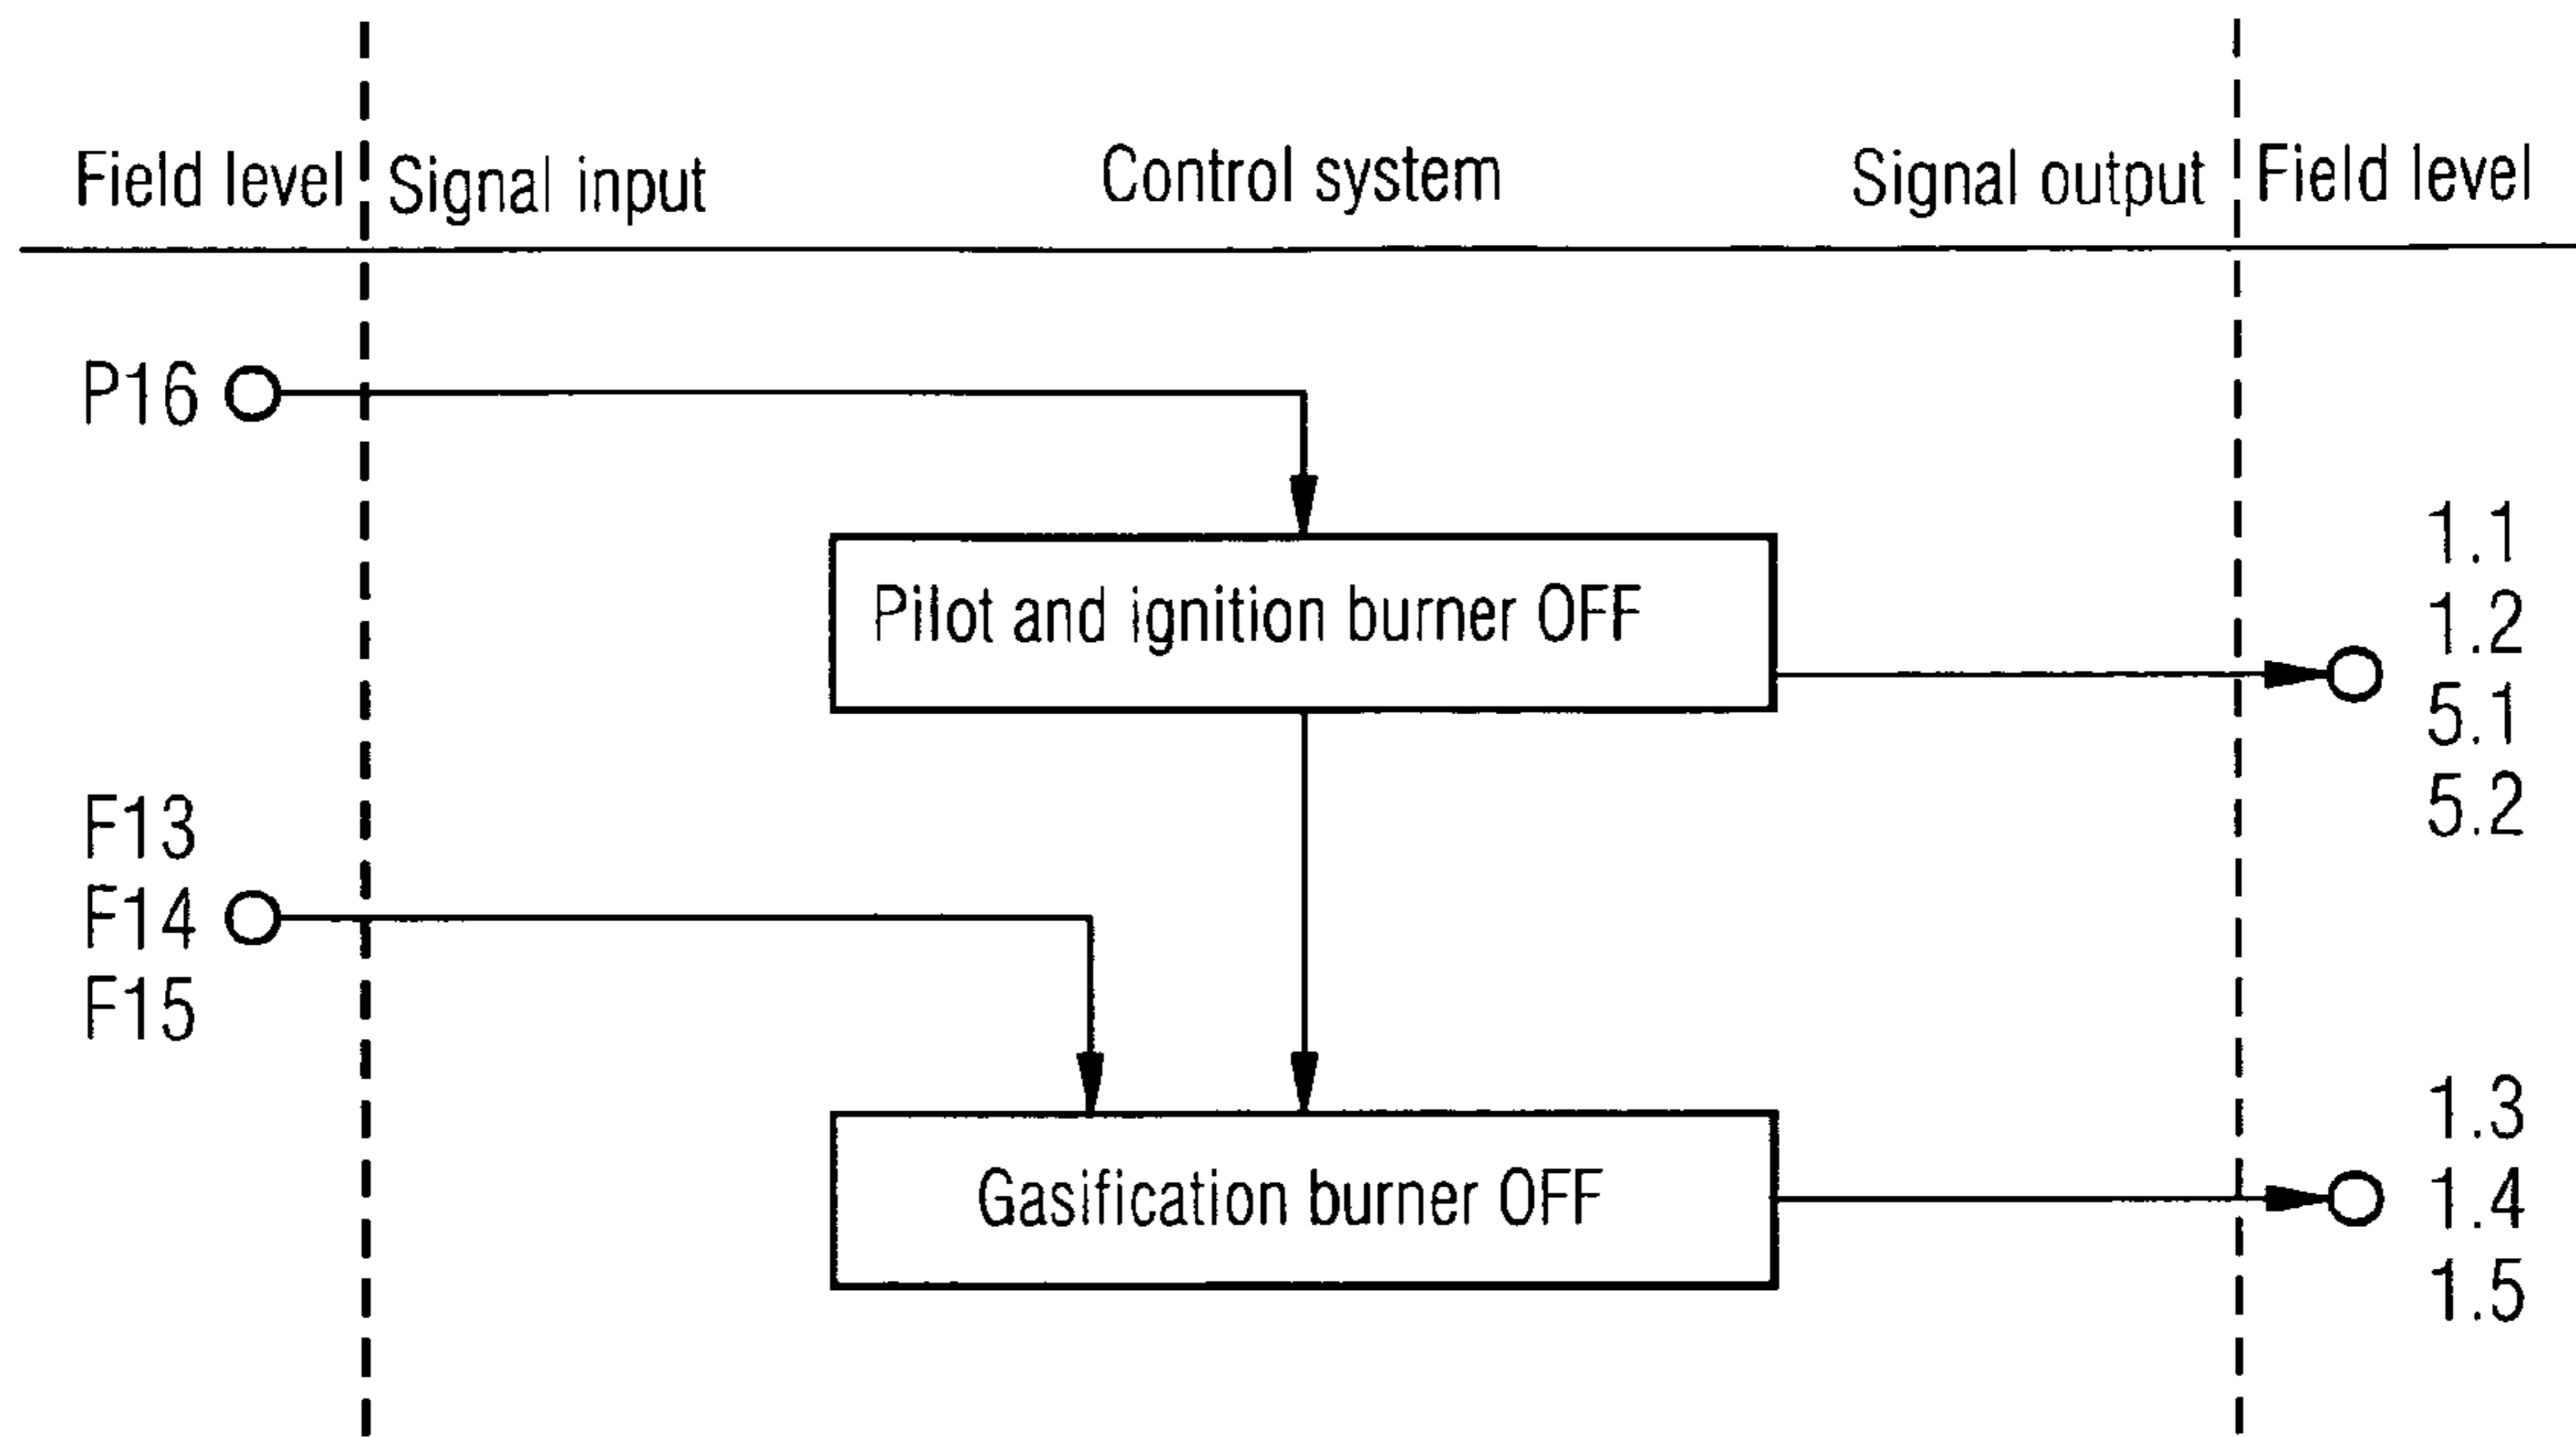 Field level
Signal input
Control system
Signal output
Field level
P16
Pilot and ignition burner OFF
1.1
1.2
5.1
5.2
F13
F14
F15
Gasification burner OFF
1.3
1.4
1.5